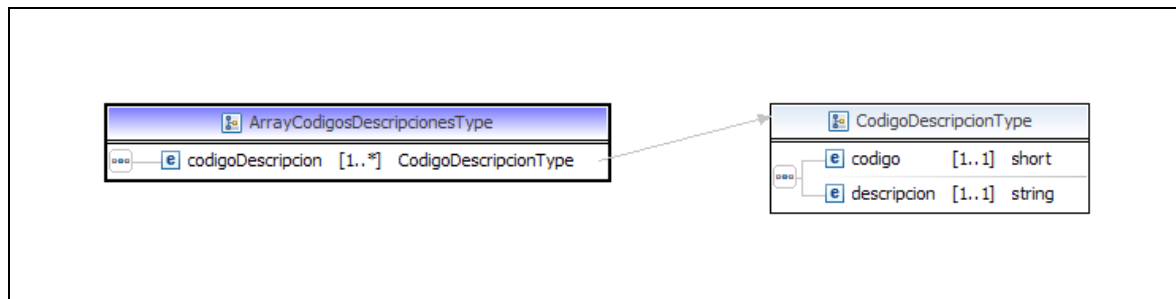 ArrayCodigosDescripcionesType
e codigoDescripcion [1..*] CodigoDescripcionType
CodigoDescripcionType
e codigo [1..1] short
e descripcion [1..1] string